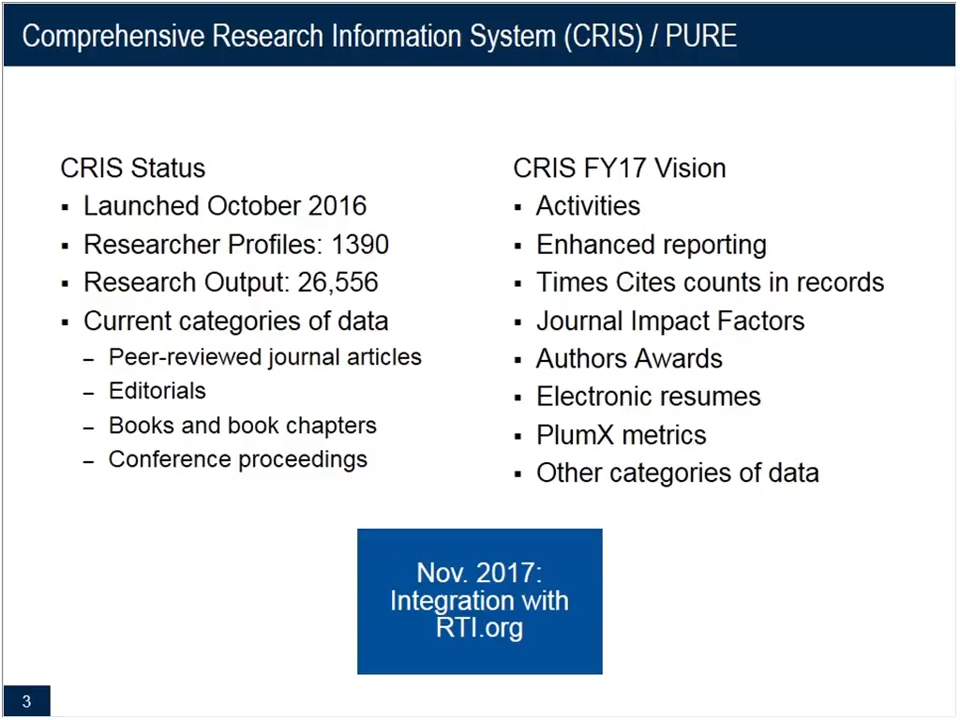 Comprehensive Research Information System (CRIS) / PURE
CRIS Status
▪ Launched October 2016
▪ Researcher Profiles: 1390
▪ Research Output: 26,556
▪ Current categories of data
– Peer-reviewed journal articles
– Editorials
– Books and book chapters
– Conference proceedings
CRIS FY17 Vision
▪ Activities
▪ Enhanced reporting
▪ Times Cites counts in records
▪ Journal Impact Factors
▪ Authors Awards
▪ Electronic resumes
▪ PlumX metrics
▪ Other categories of data
Nov. 2017:
Integration with
RTI.org
3